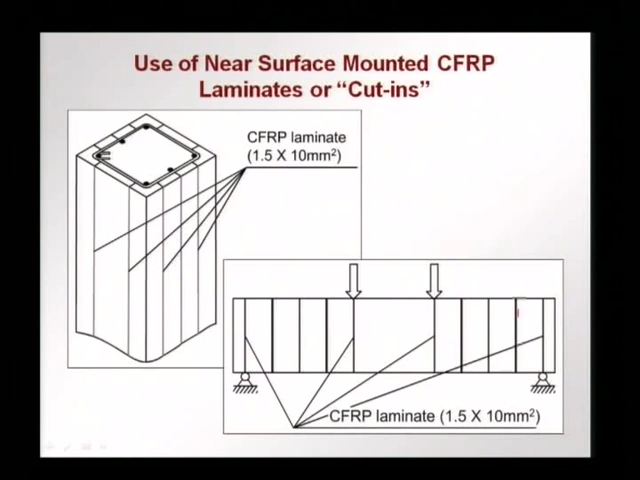 Use of Near Surface Mounted CFRP
Laminates or “Cut-ins”
CFRP laminate
(1.5 X 10mm²)
CFRP laminate (1.5 X 10mm²)